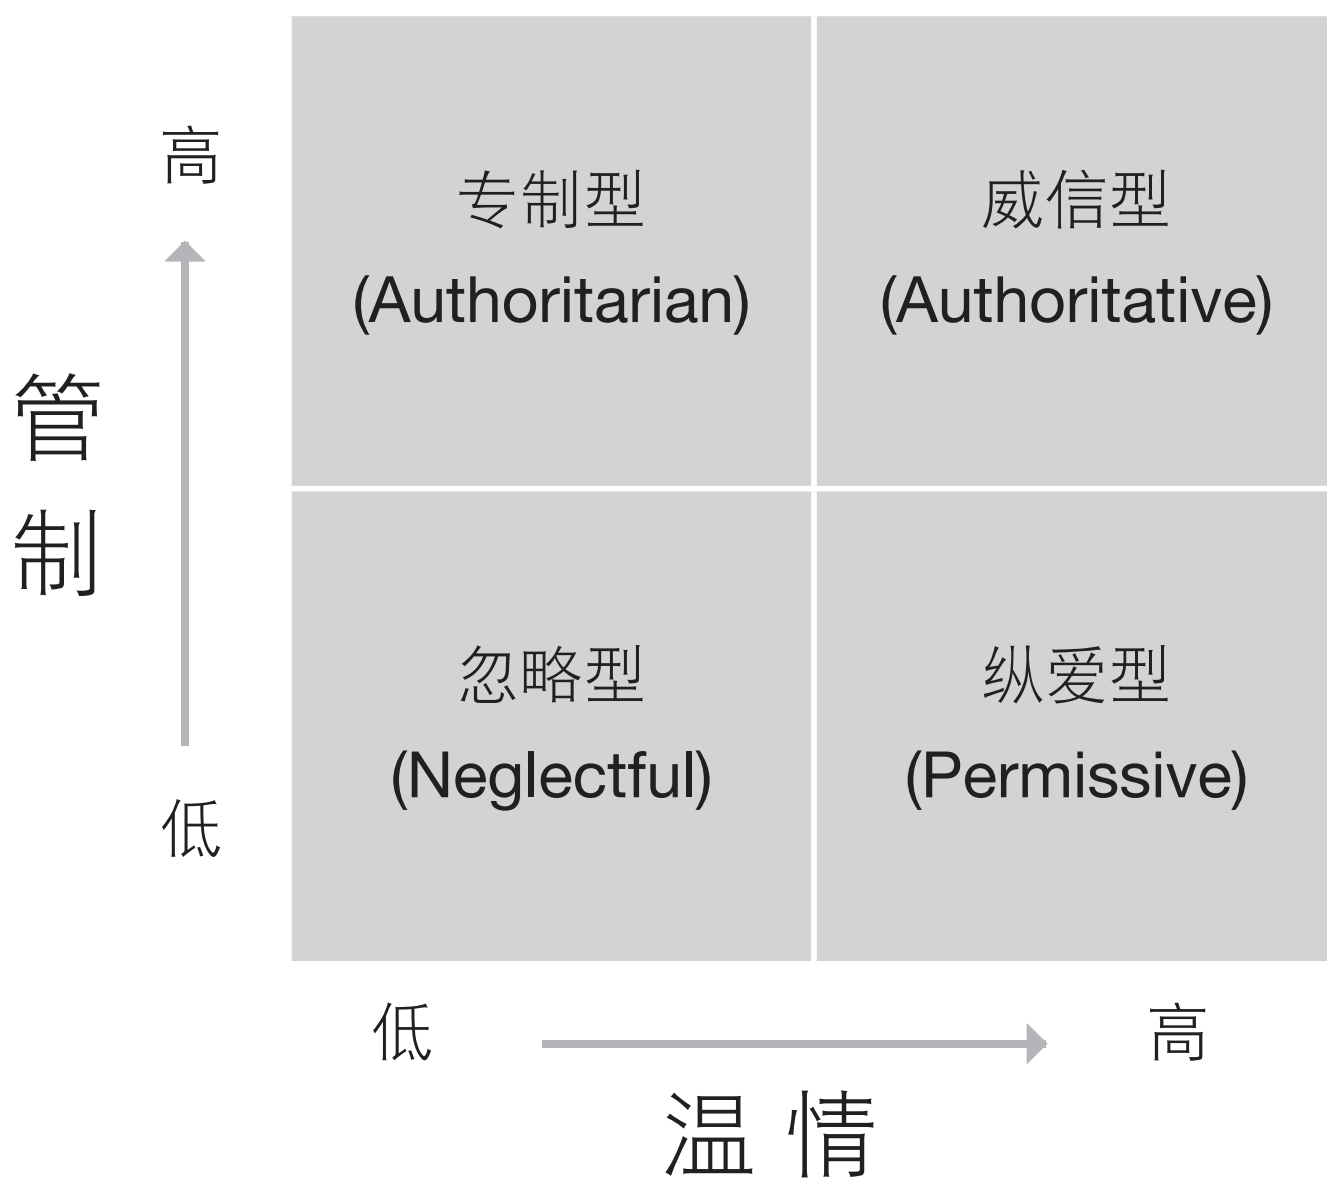 高
专制型
(Authoritarian)
威信型
(Authoritative)
管
制
忽略型
(Neglectful)
纵爱型
(Permissive)
低
低
高
温情